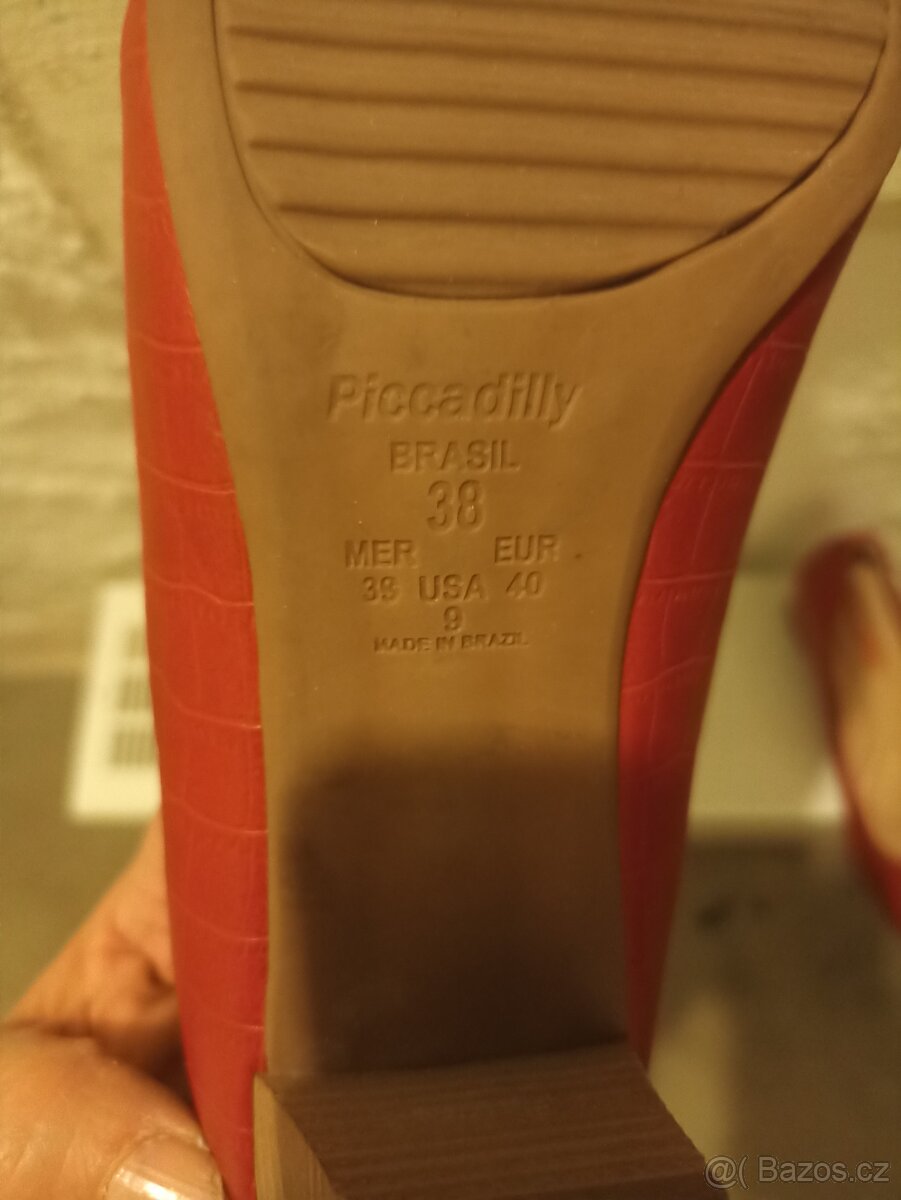 Piccadilly
BRASIL
38
MER EUR
39 USA 40
9
MADE IN BRAZIL
@( Bazos.cz